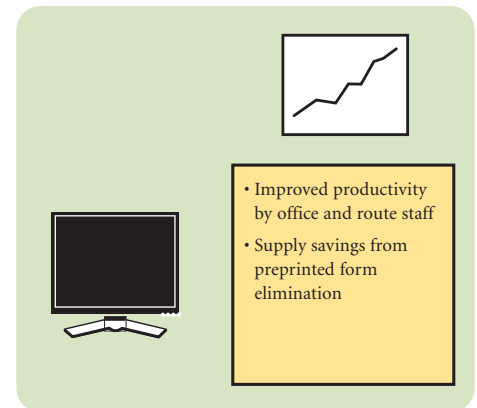 • Improved productivity
by office and route staff
• Supply savings from
preprinted form
elimination